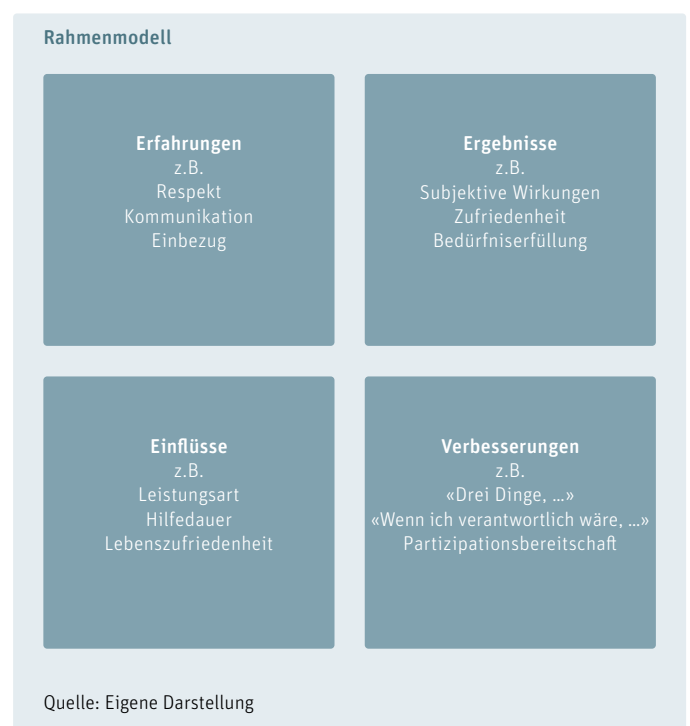 Rahmenmodell
Erfahrungen
z.B.
Respekt
Kommunikation
Einbezug
Ergebnisse
z.B.
Subjektive Wirkungen
Zufriedenheit
Bedürfniserfüllung
Einflüsse
z.B.
Leistungsart
Hilfedauer
Lebenszufriedenheit
Verbesserungen
z.B.
«Drei Dinge, …»
«Wenn ich verantwortlich wäre, …»
Partizipationsbereitschaft
Quelle: Eigene Darstellung